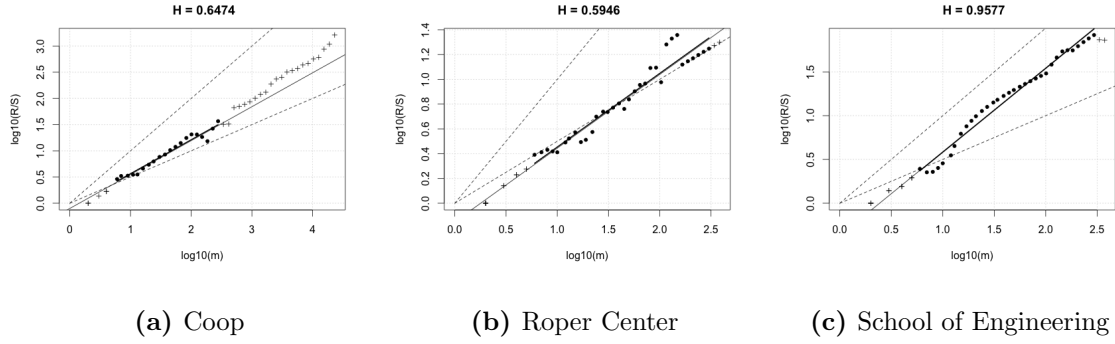 H = 0.6474
H = 0.5946
H = 0.9577
log10(R/S)
0.0 0.5 1.0 1.5 2.0 2.5 3.0
0 1 2 3 4
log10(m)
log10(R/S)
0.0 0.2 0.4 0.6 0.8 1.0 1.2 1.4
0.0 0.5 1.0 1.5 2.0 2.5
log10(m)
log10(R/S)
0.0 0.5 1.0 1.5
0.0 0.5 1.0 1.5 2.0 2.5
log10(m)
(a) Coop
(b) Roper Center
(c) School of Engineering